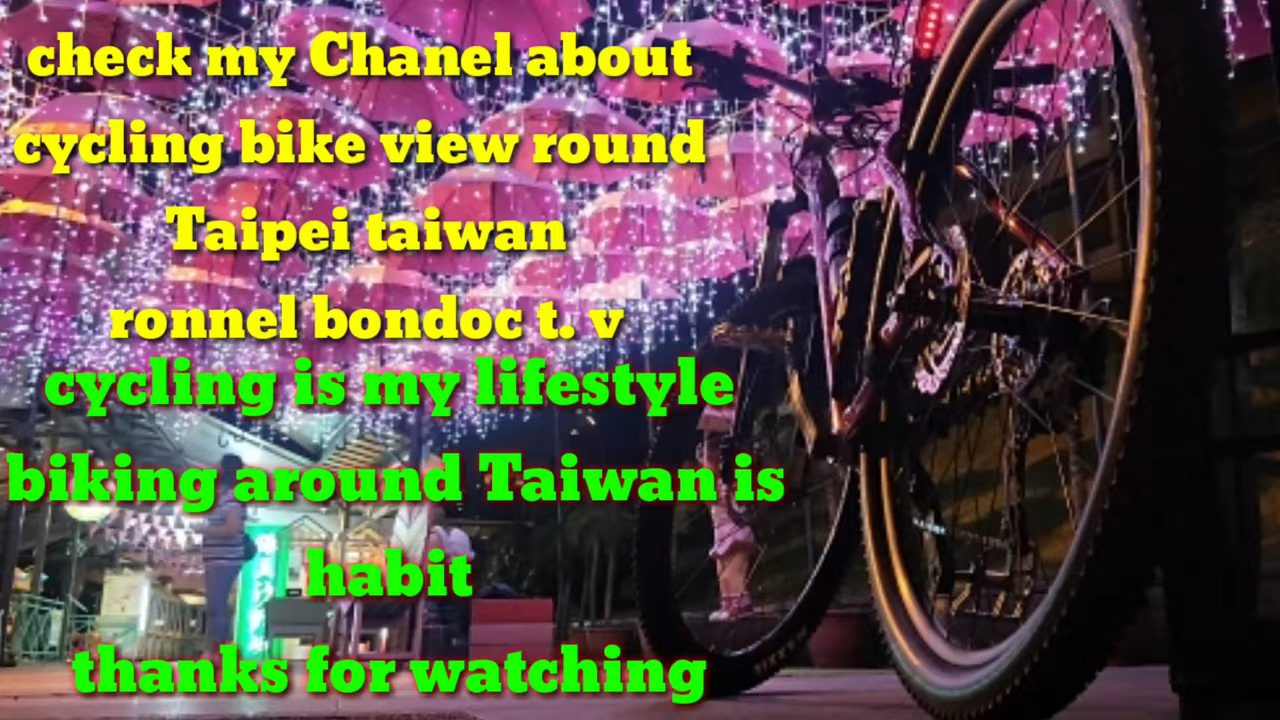 check my Chanel about
cycling bike view round
Taipei taiwan
ronnel bondoc t. v
cycling is my lifestyle
biking around Taiwan is
habit
thanks for watching